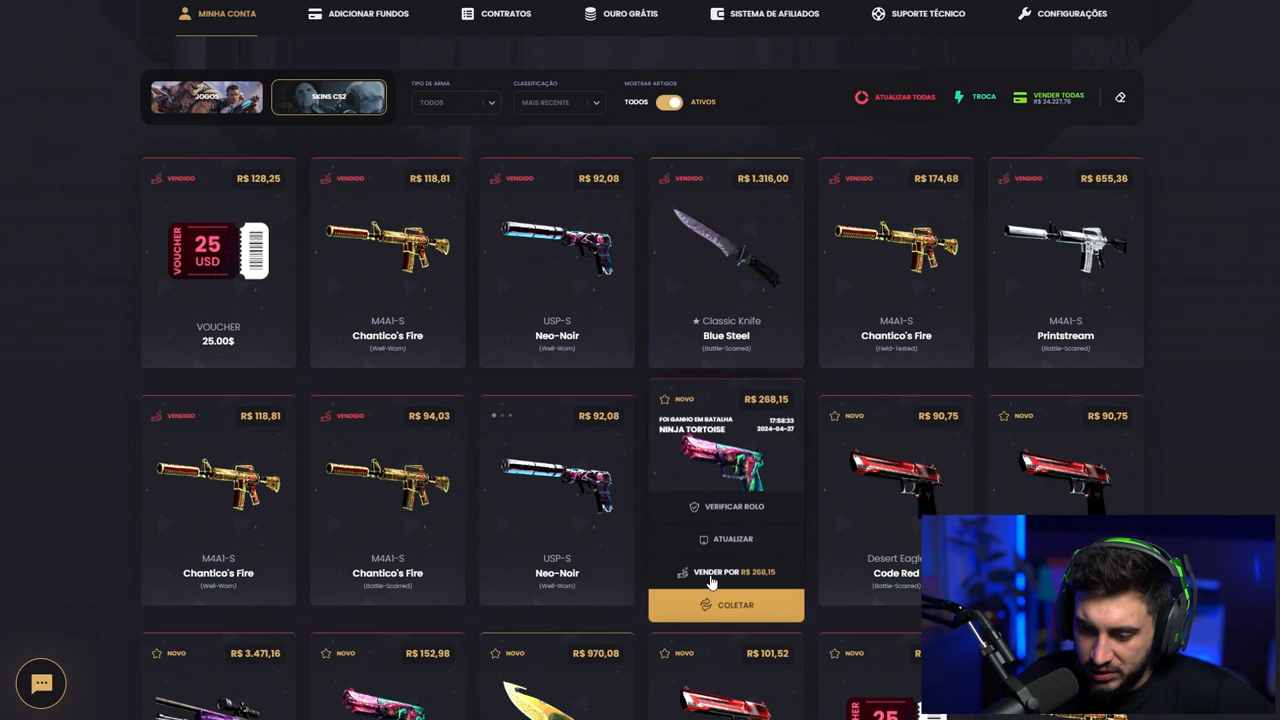 MINHA CONTA
ADICIONAR FUNDOS
CONTRATOS
OURO GRÁTIS
SISTEMA DE AFILIADOS
SUPORTE TÉCNICO
CONFIGURAÇÕES
JOGOS
SKINS CS2
TIPO DE ARMA
TODOS
CLASSIFICAÇÃO
MAIS RECENTE
MOSTRAR ARTIGOS
TODOS
ATIVOS
ATUALIZAR TODAS
TROCA
VENDER TODAS
R$ 24.227,76
VENDIDO
R$ 128,25
VOUCHER
25
USD
VOUCHER
25.00$
VENDIDO
R$ 118,81
M4A1-S
Chantico's Fire
(Well-Worn)
VENDIDO
R$ 92,08
USP-S
Neo-Noir
(Well-Worn)
VENDIDO
R$ 1.316,00
★ Classic Knife
Blue Steel
(Battle-Scarred)
VENDIDO
R$ 174,68
M4A1-S
Chantico's Fire
(Field-Tested)
VENDIDO
R$ 655,36
M4A1-S
Printstream
(Battle-Scarred)
VENDIDO
R$ 118,81
M4A1-S
Chantico's Fire
(Well-Worn)
VENDIDO
R$ 94,03
M4A1-S
Chantico's Fire
(Battle-Scarred)
R$ 92,08
USP-S
Neo-Noir
(Well-Worn)
NOVO
R$ 268,15
FOI GANHO EM BATALHA
17:58:33
NINJA TORTOISE
2024-04-27
VERIFICAR ROLO
ATUALIZAR
VENDER POR R$ 268,15
COLETAR
NOVO
R$ 90,75
Desert Eagle
Code Red
(Battle-Scarred)
NOVO
R$ 90,75
NOVO
R$ 3.471,16
NOVO
R$ 152,98
NOVO
R$ 970,08
NOVO
R$ 101,52
NOVO
25